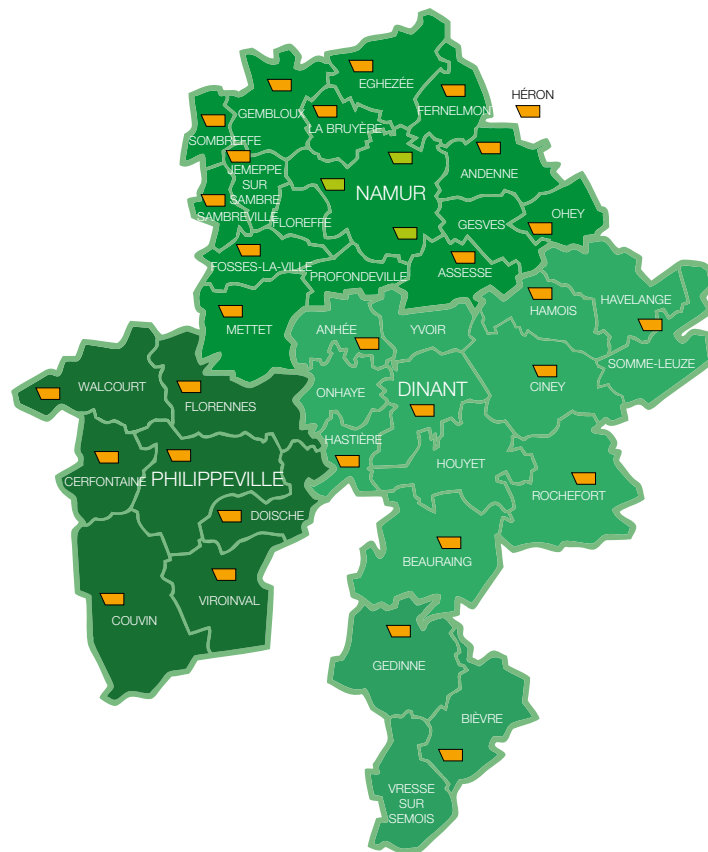 EGHEZÉE
HÉRON
GEMBLOUX
FERNELMONT
LA BRUYÈRE
SOMBREFFE
JEMEPPE
SUR
SAMBRE
ANDENNE
NAMUR
SAMBREVILLE
FLOREFFE
GESVES
OHEY
FOSSES-LA-VILLE
PROFONDEVILLE
ASSESSE
HAVELANGE
HAMOIS
METTET
ANHÉE
YVOIR
SOMME-LEUZE
WALCOURT
FLORENNES
ONHAYE
DINANT
CINEY
HASTIÈRE
HOUYET
CERFONTAINE
PHILIPPEVILLE
ROCHEFORT
DOISCHE
BEAURAING
VIROINVAL
COUVIN
GEDINNE
BIÈVRE
VRESSE
SUR
SEMOIS